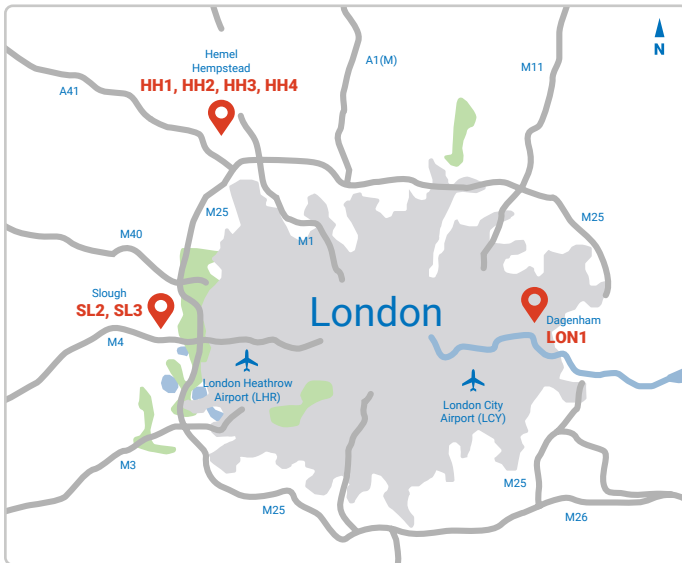 N
Hemel
Hempstead
HH1, HH2, HH3, HH4
A1(M)
M11
A41
M25
M25
M40
M1
Slough
SL2, SL3
London
Dagenham
LON1
M4
London Heathrow
Airport (LHR)
London City
Airport (LCY)
M3
M25
M25
M26